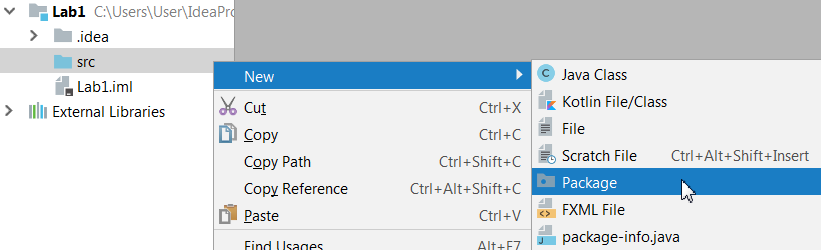 Lab1 C:\Users\User\IdeaPro
.idea
src
Lab1.iml
External Libraries
New
Cut Ctrl+X
Copy Ctrl+C
Copy Path Ctrl+Shift+C
Copy Reference Ctrl+Alt+Shift+C
Paste Ctrl+V
Find Usages Alt+F7
Java Class
Kotlin File/Class
File
Scratch File Ctrl+Alt+Shift+Insert
Package
FXML File
package-info.java